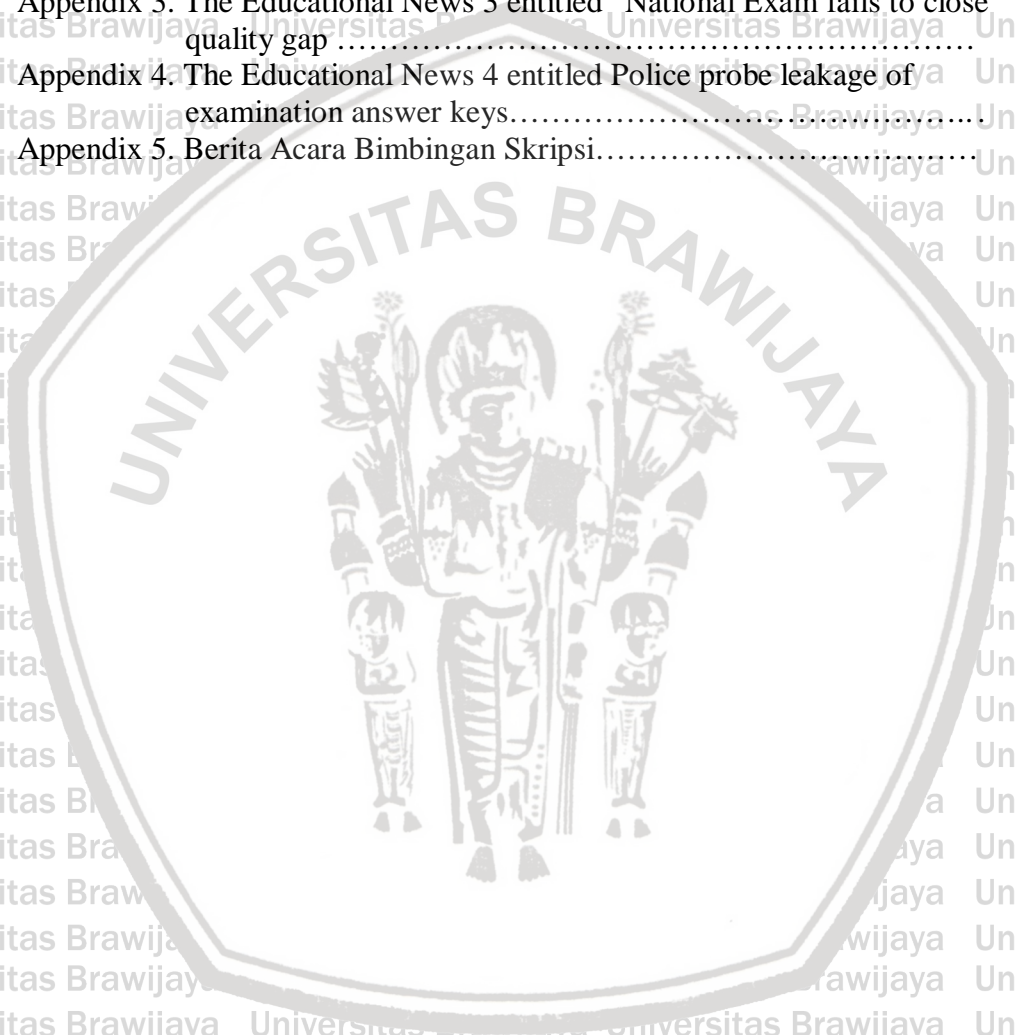 Appendix 3. The Educational News 3 entitled “National Exam fails to close
quality gap ……………………………………………………………
Appendix 4. The Educational News 4 entitled Police probe leakage of
examination answer keys……………………………………………..
Appendix 5. Berita Acara Bimbingan Skripsi………………………………
UNIVERSITAS BRAWIJAYA